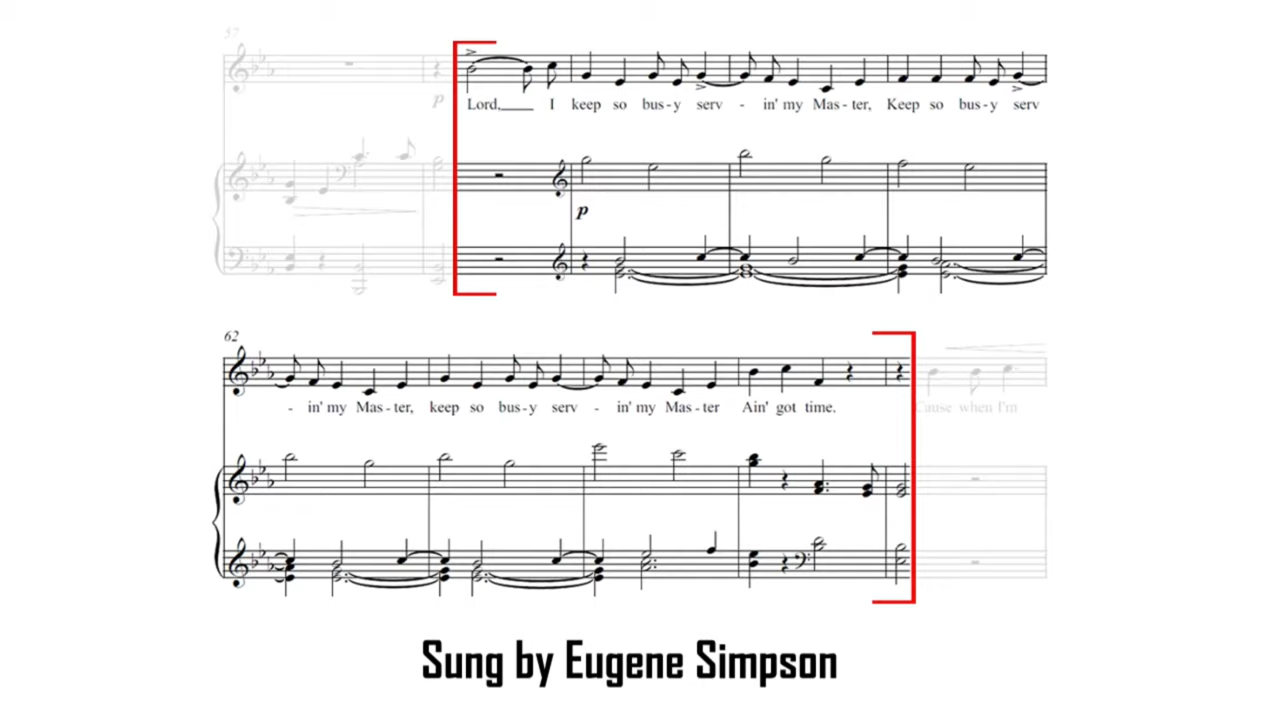 57
p
Lord, I keep so bus-y serv - in' my Mas-ter, Keep so bus-y serv
p
62
- in' my Mas-ter, keep so bus-y serv - in' my Mas-ter Ain' got time. 'Cause when I'm
Sung by Eugene Simpson